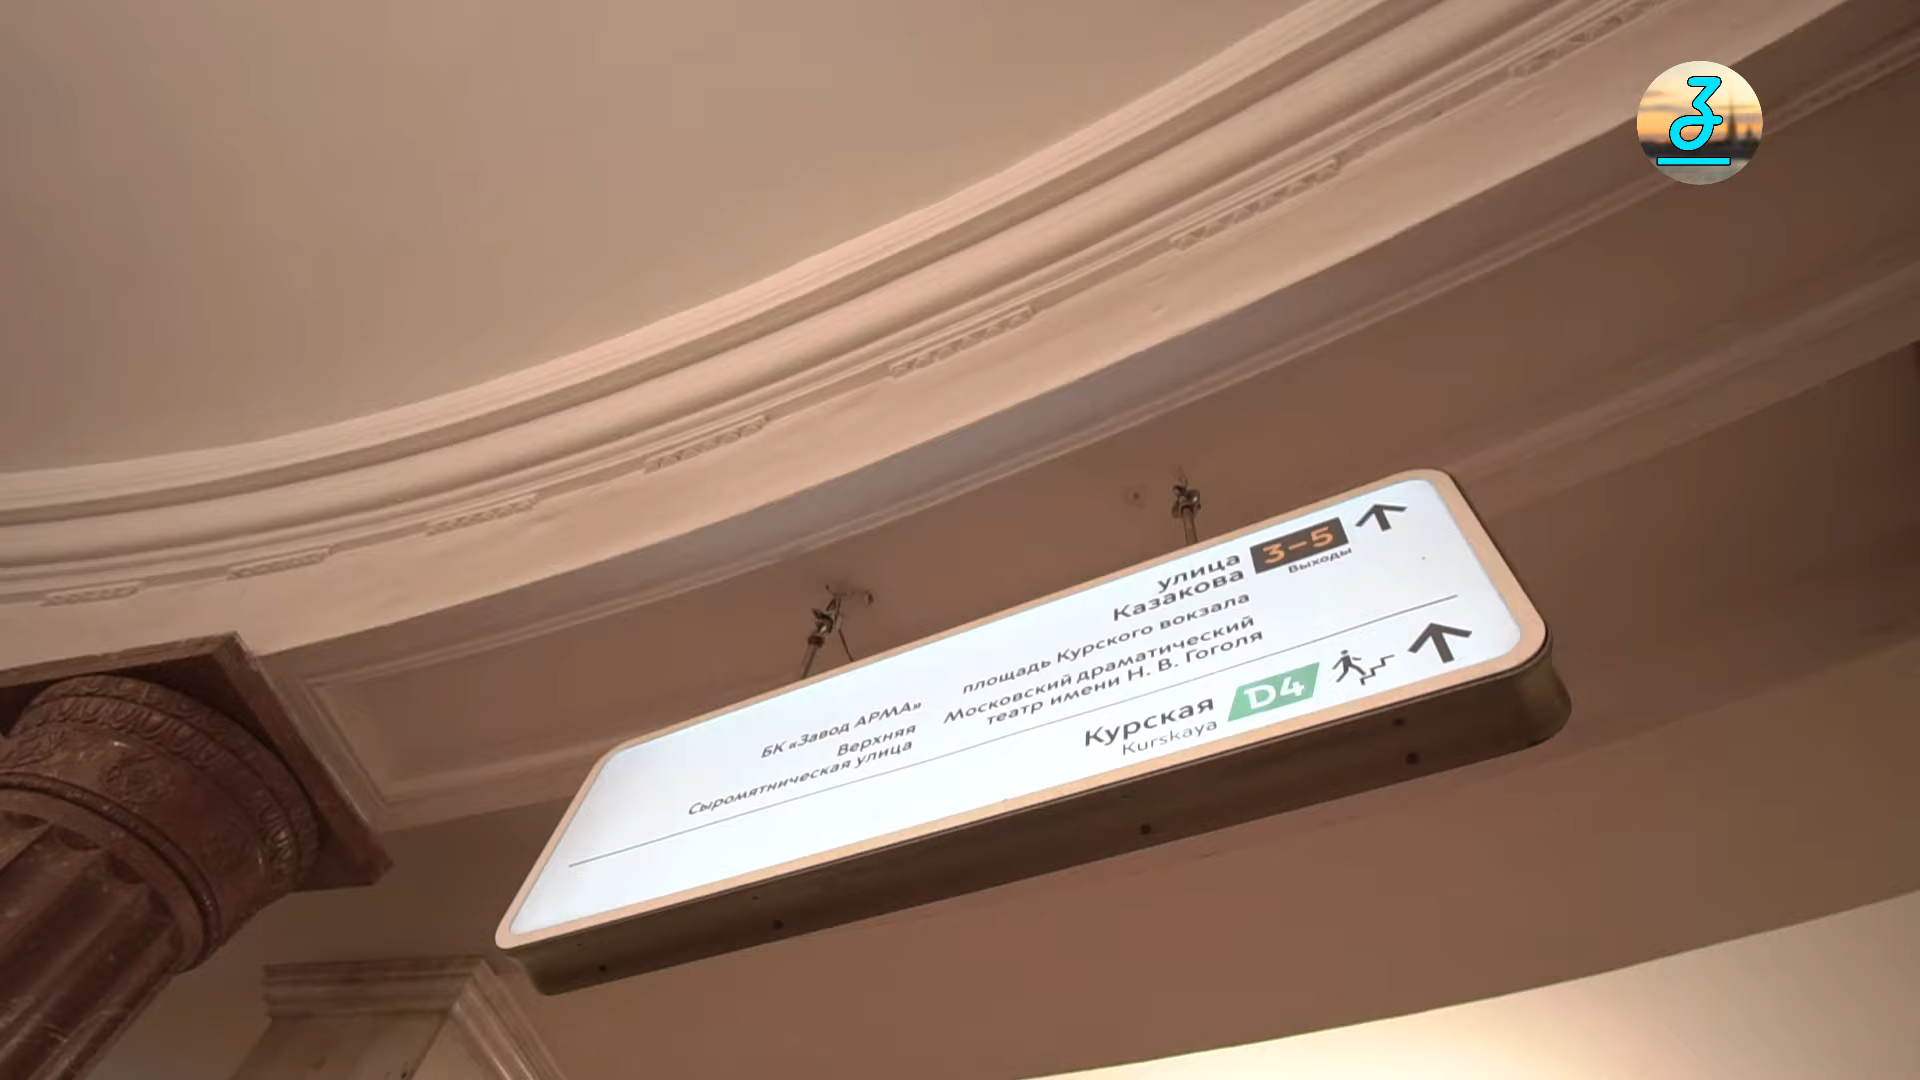 улица
Казакова
3–5
Выходы
площадь Курского вокзала
Московский драматический
театр имени Н. В. Гоголя
БК «Завод АРМА»
Верхняя
Сыромятническая улица
Курская D4
Kurskaya